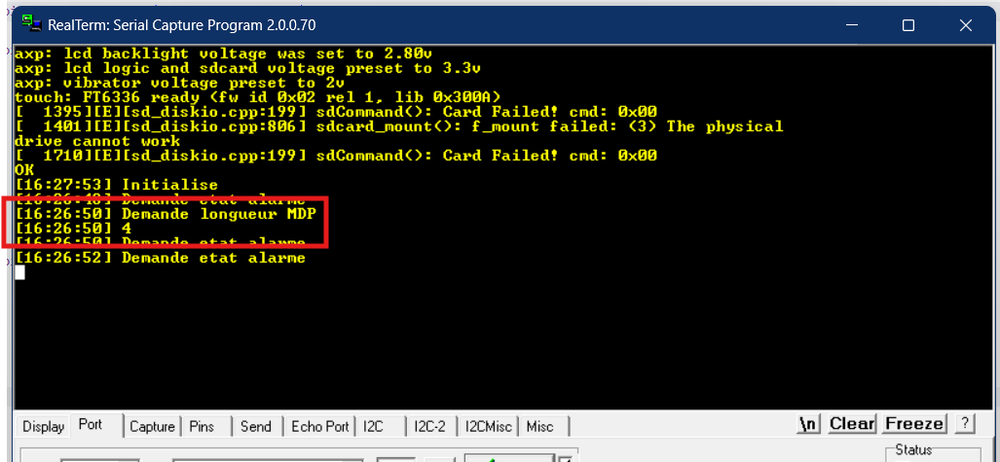 RealTerm: Serial Capture Program 2.0.0.70
axp: lcd backlight voltage was set to 2.80v
axp: lcd logic and sdcard voltage preset to 3.3v
axp: vibrator voltage preset to 2v
touch: FT6336 ready (fw id 0x02 rel 1, lib 0x300A)
[  1395][E][sd_diskio.cpp:199] sdCommand(): Card Failed! cmd: 0x00
[  1401][E][sd_diskio.cpp:806] sdcard_mount(): f_mount failed: (3) The physical
drive cannot work
[  1710][E][sd_diskio.cpp:199] sdCommand(): Card Failed! cmd: 0x00
OK
[16:27:53] Initialise
[16:26:48] Demande etat alarme
[16:26:50] Demande longueur MDP
[16:26:50] 4
[16:26:50] Demande etat alarme
[16:26:52] Demande etat alarme
Display Port Capture Pins Send Echo Port I2C I2C-2 I2CMisc Misc \n Clear Freeze ?
Status